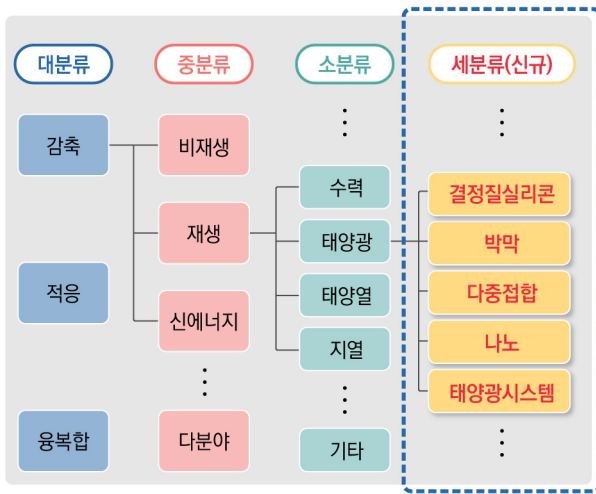 대분류
중분류
소분류
세분류(신규)
감축
적응
융복합
비재생
재생
신에너지
다분야
수력
태양광
태양열
지열
기타
결정질실리콘
박막
다중접합
나노
태양광시스템